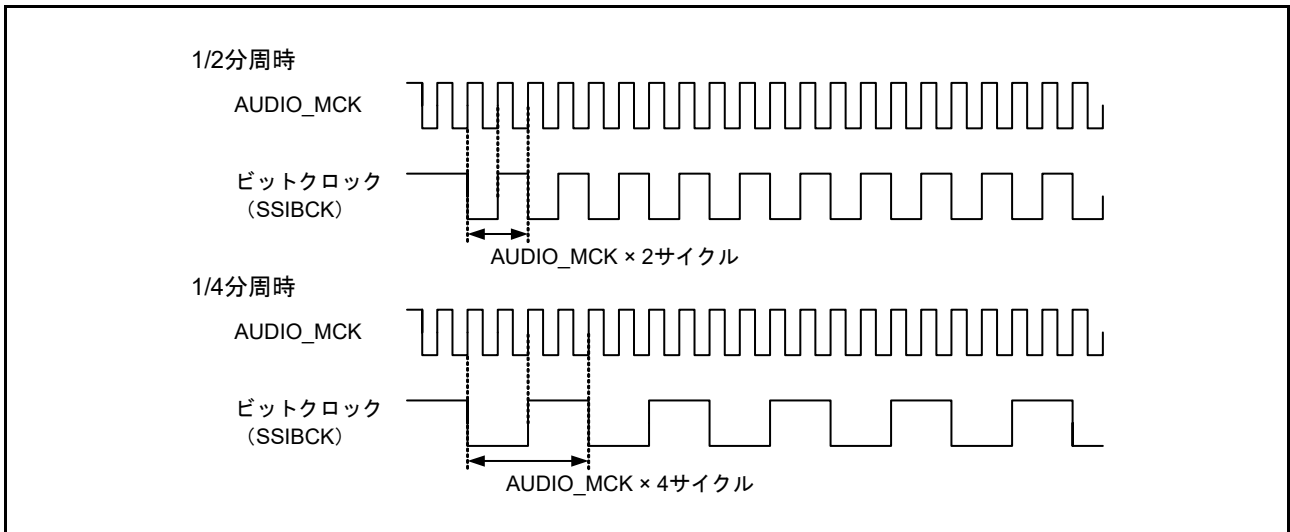 1/2分周時
AUDIO_MCK
ビットクロック
（SSIBCK）
AUDIO_MCK × 2サイクル
1/4分周時
AUDIO_MCK
ビットクロック
（SSIBCK）
AUDIO_MCK × 4サイクル